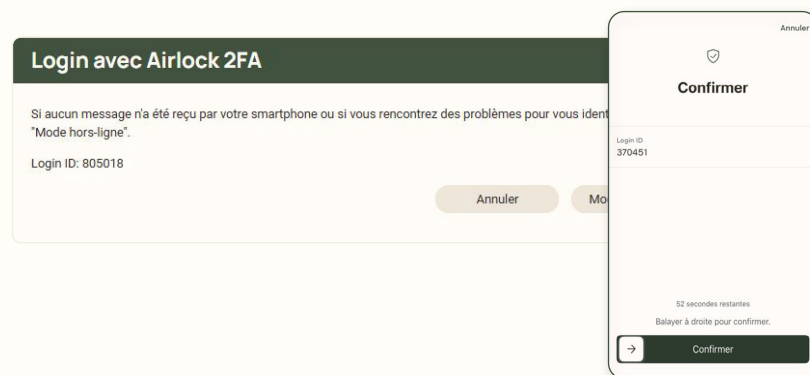 Login avec Airlock 2FA
Si aucun message n'a été reçu par votre smartphone ou si vous rencontrez des problèmes pour vous
"Mode hors-ligne".
Login ID: 805018
Annuler
Annuler
Confirmer
Login ID
370451
52 secondes restantes
Balayer à droite pour confirmer.
Confirmer